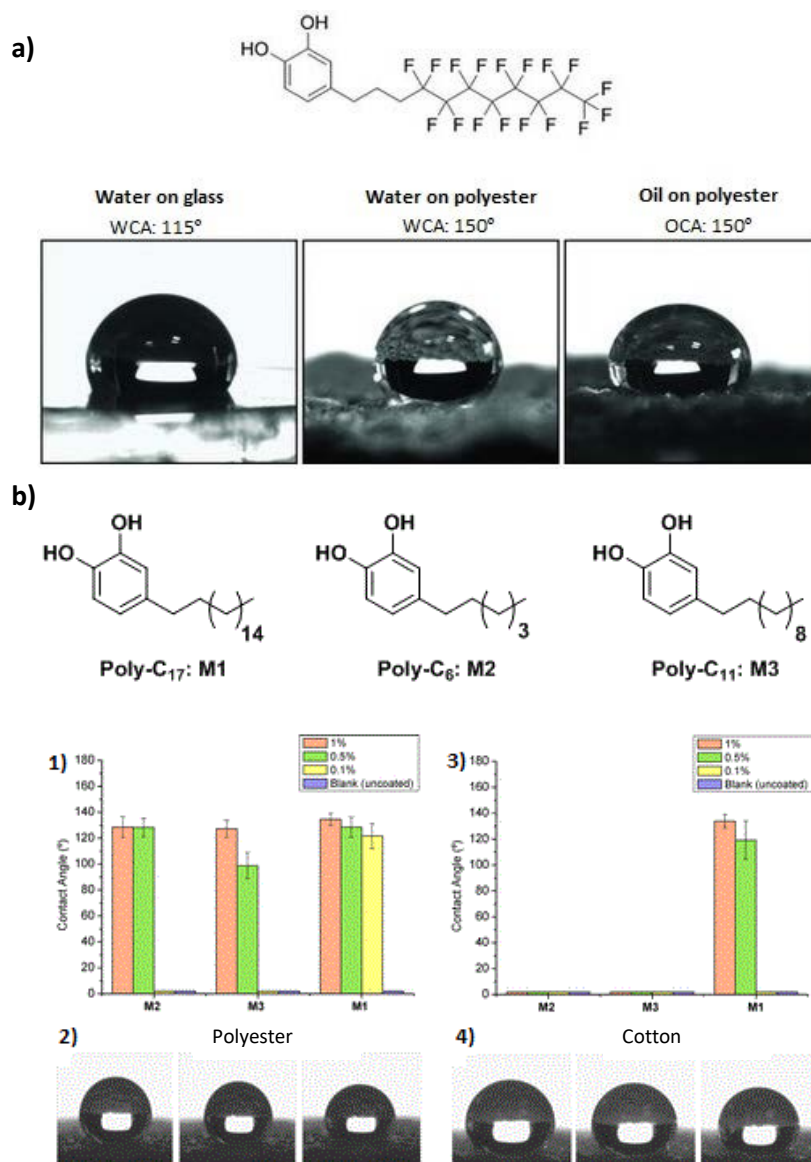 a)
HO
OH
F F F F F F F F F
F F F F F F F F
Water on glass
WCA: 115°
Water on polyester
WCA: 150°
Oil on polyester
OCA: 150°
b)
OH
HO
14
Poly-C17: M1
OH
HO
3
Poly-C6: M2
OH
HO
8
Poly-C11: M3
1)
1%
0.5%
0.1%
Blank (uncoated)
Contact Angle (°)
180
160
140
120
100
80
60
40
20
0
M2 M3 M1
3)
1%
0.5%
0.1%
Blank (uncoated)
Contact Angle (°)
180
160
140
120
100
80
60
40
20
0
M2 M3 M1
2) Polyester
4) Cotton